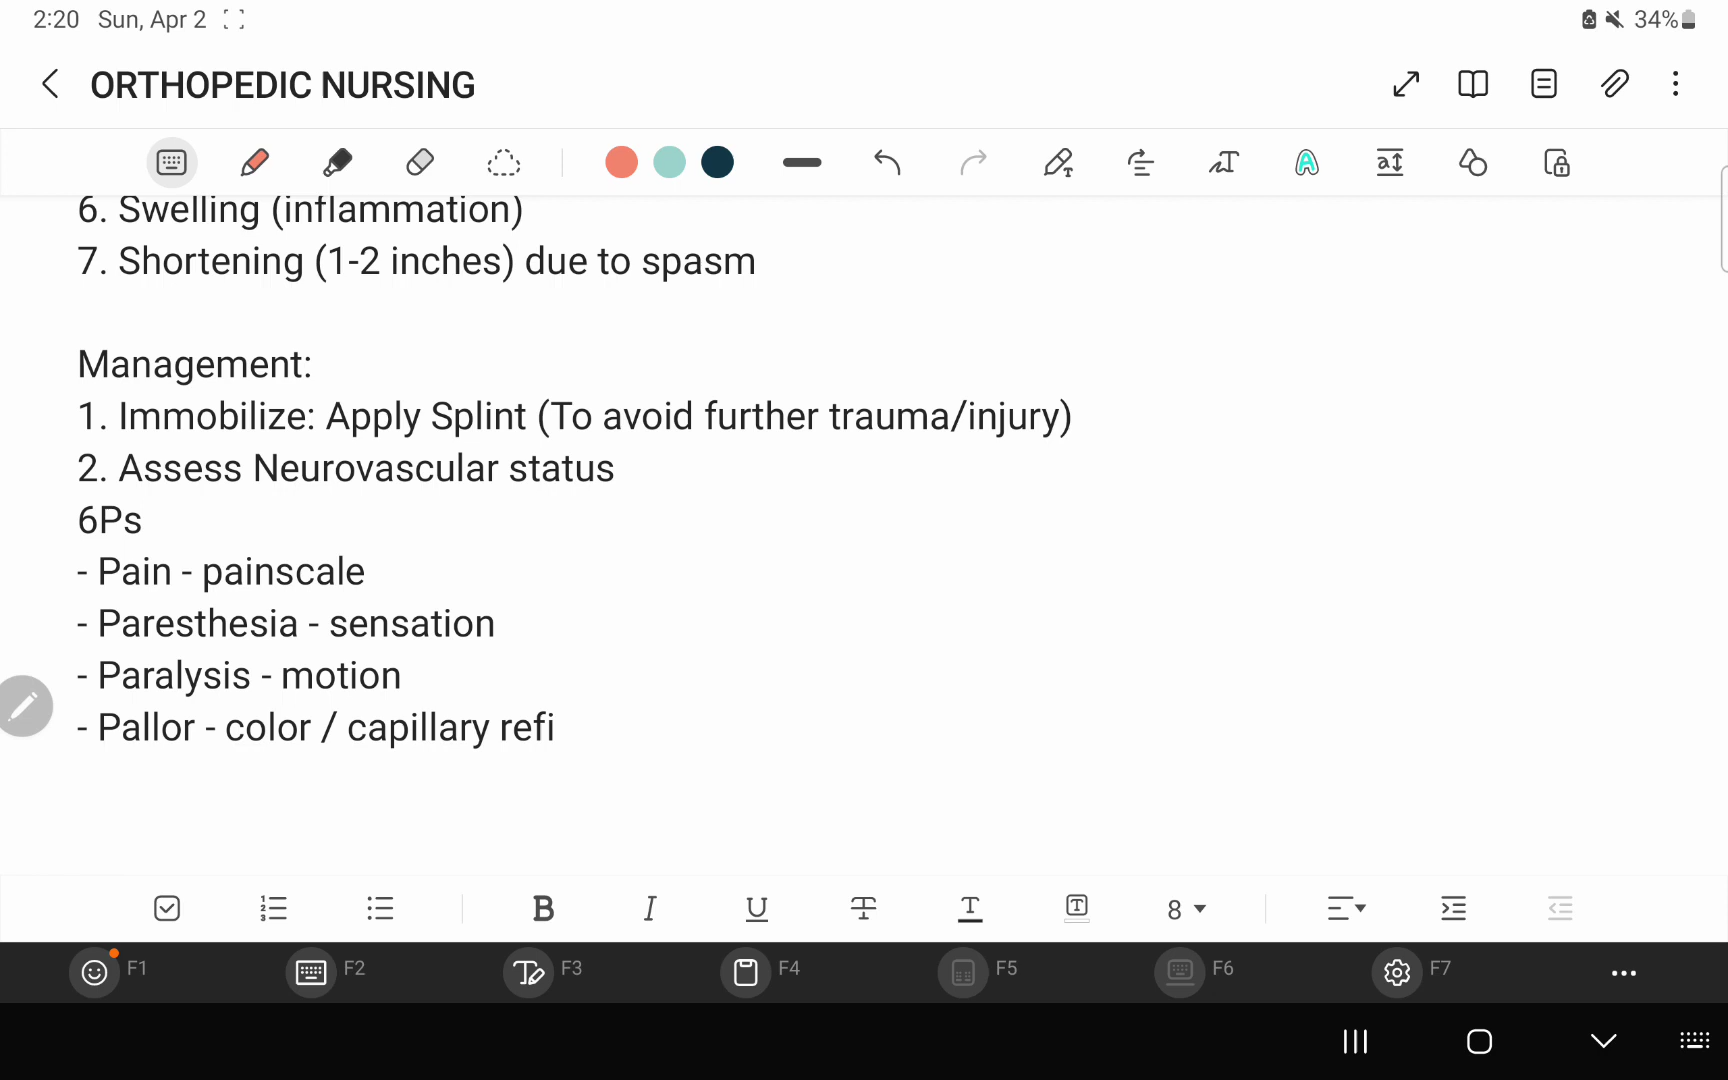 2:20 Sun, Apr 2 34%
ORTHOPEDIC NURSING
6. Swelling (inflammation)
7. Shortening (1-2 inches) due to spasm
Management:
1. Immobilize: Apply Splint (To avoid further trauma/injury)
2. Assess Neurovascular status
6Ps
- Pain - painscale
- Paresthesia - sensation
- Paralysis - motion
- Pallor - color / capillary refi
8
F1 F2 F3 F4 F5 F6 F7